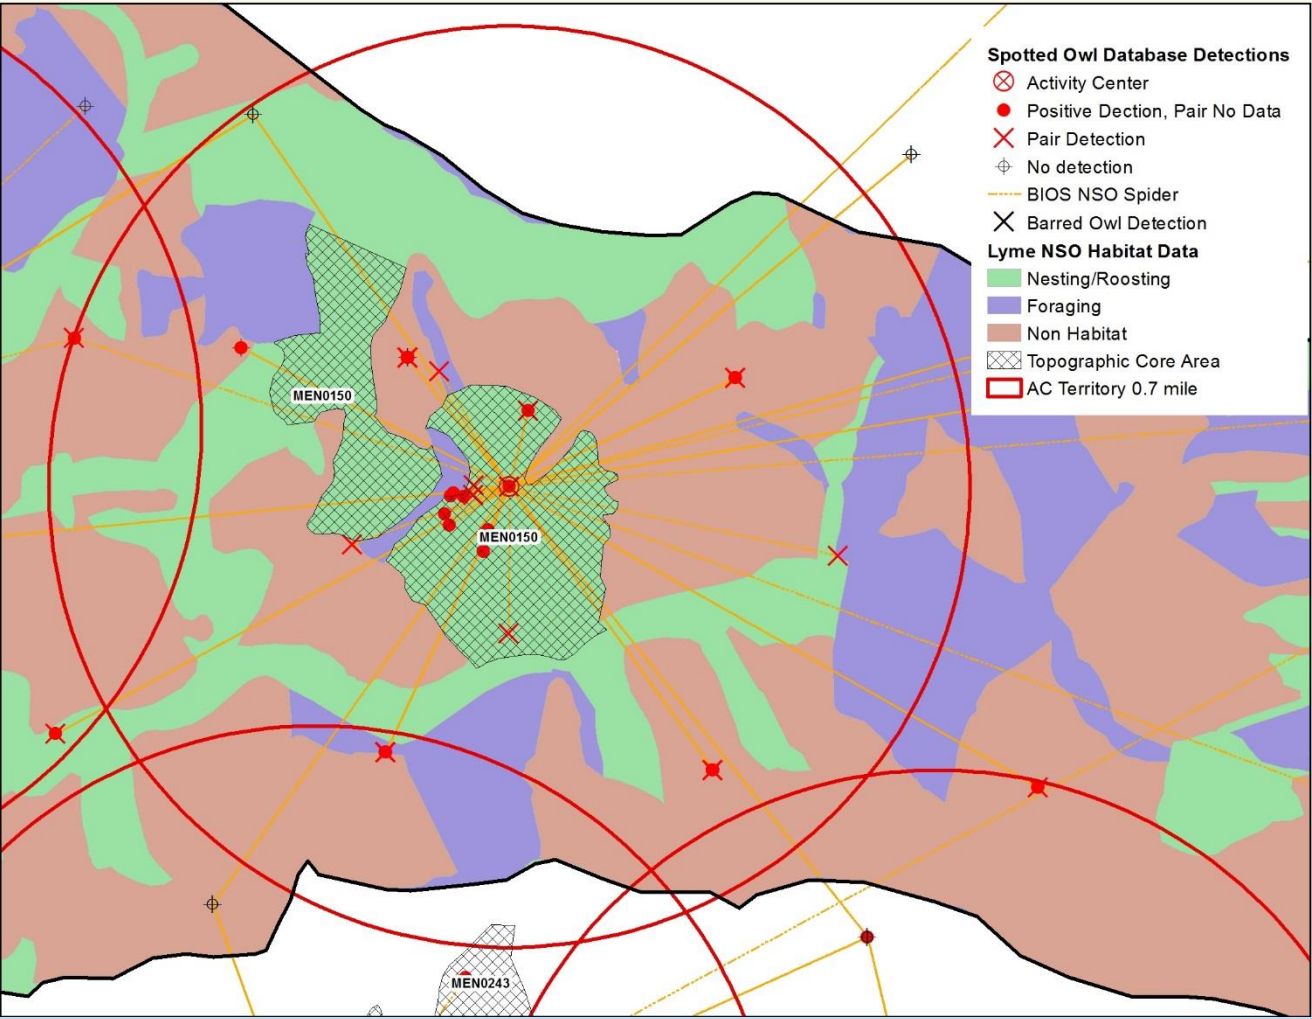 Spotted Owl Database Detections
Activity Center
Positive Dection, Pair No Data
Pair Detection
No detection
BIOS NSO Spider
Barred Owl Detection
Lyme NSO Habitat Data
Nesting/Roosting
Foraging
Non Habitat
Topographic Core Area
AC Territory 0.7 mile
MEN0150
MEN0150
MEN0243